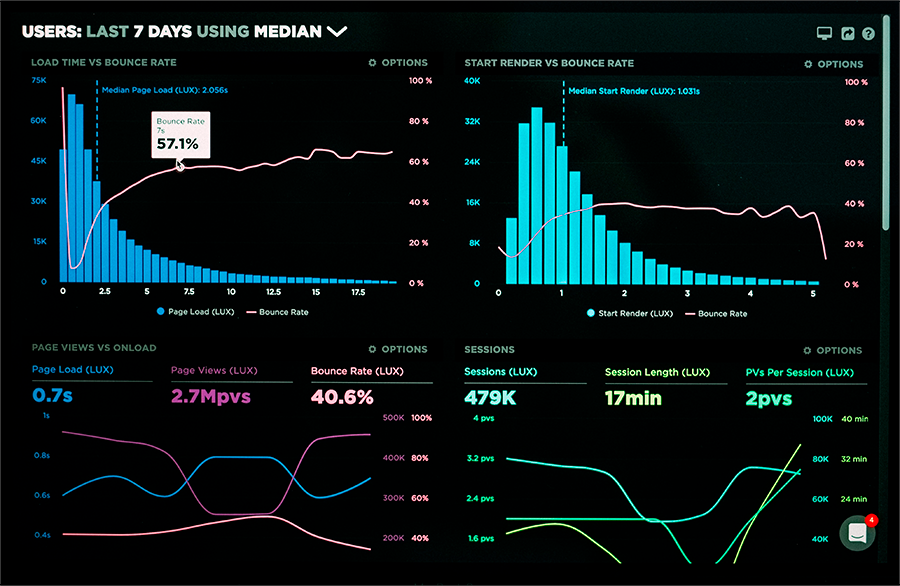 USERS: LAST 7 DAYS USING MEDIAN
LOAD TIME VS BOUNCE RATE
OPTIONS
75K
60K
45K
30K
15K
0
100 %
80 %
60 %
40 %
20 %
0 %
Median Page Load (LUX): 2.056s
Bounce Rate
7s
57.1%
0 2.5 5 7.5 10 12.5 15 17.5
Page Load (LUX) Bounce Rate
START RENDER VS BOUNCE RATE
OPTIONS
40K
32K
24K
16K
8K
0
100 %
80 %
60 %
40 %
20 %
0 %
Median Start Render (LUX): 1.031s
0 1 2 3 4 5
Start Render (LUX) Bounce Rate
PAGE VIEWS VS ONLOAD
OPTIONS
Page Load (LUX) Page Views (LUX) Bounce Rate (LUX)
0.7s 2.7Mpvs 40.6%
1s
0.8s
0.6s
0.4s
500K 100%
400K 80%
300K 60%
200K 40%
SESSIONS
OPTIONS
Sessions (LUX) Session Length (LUX) PVs Per Session (LUX)
479K 17min 2pvs
4 pvs
3.2 pvs
2.4 pvs
1.6 pvs
100K 40 min
80K 32 min
60K 24 min
40K
4